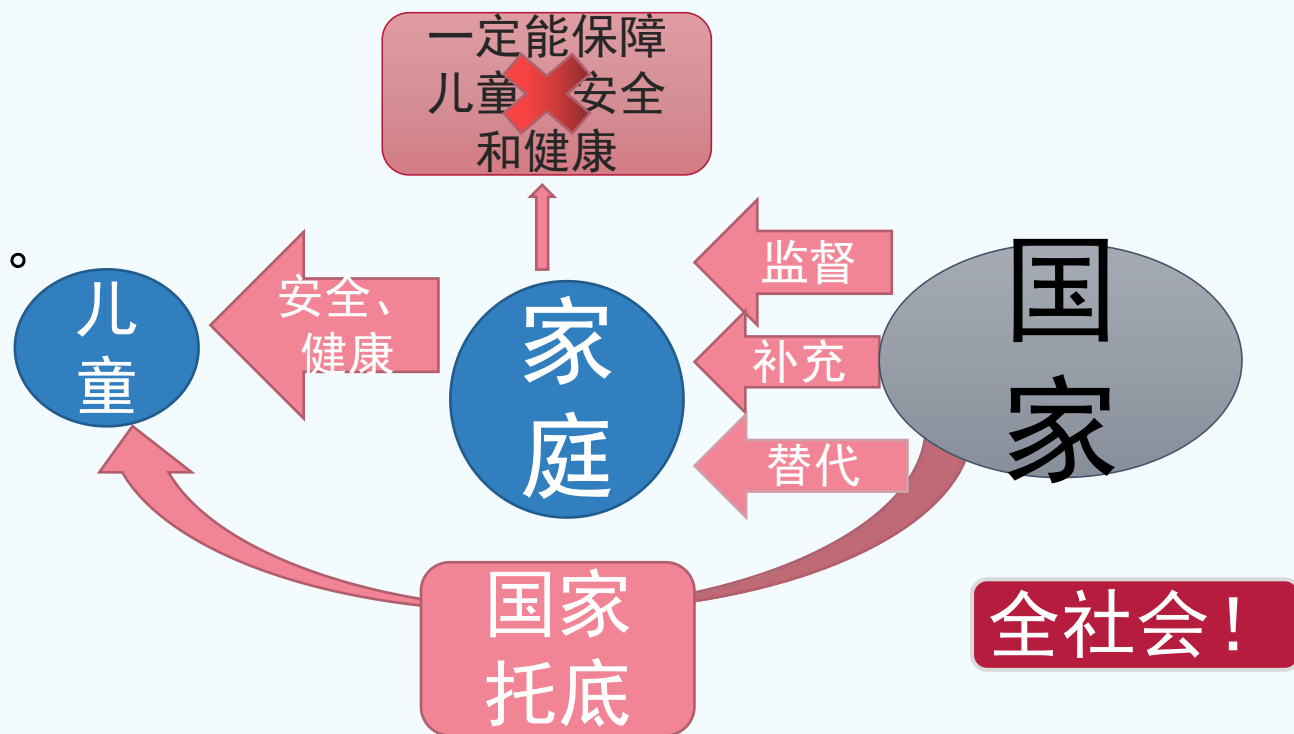 一定能保障
儿童 安全
和健康
。
儿
童
安全、
健康
家
庭
监督
补充
替代
国
家
国家
托底
全社会！